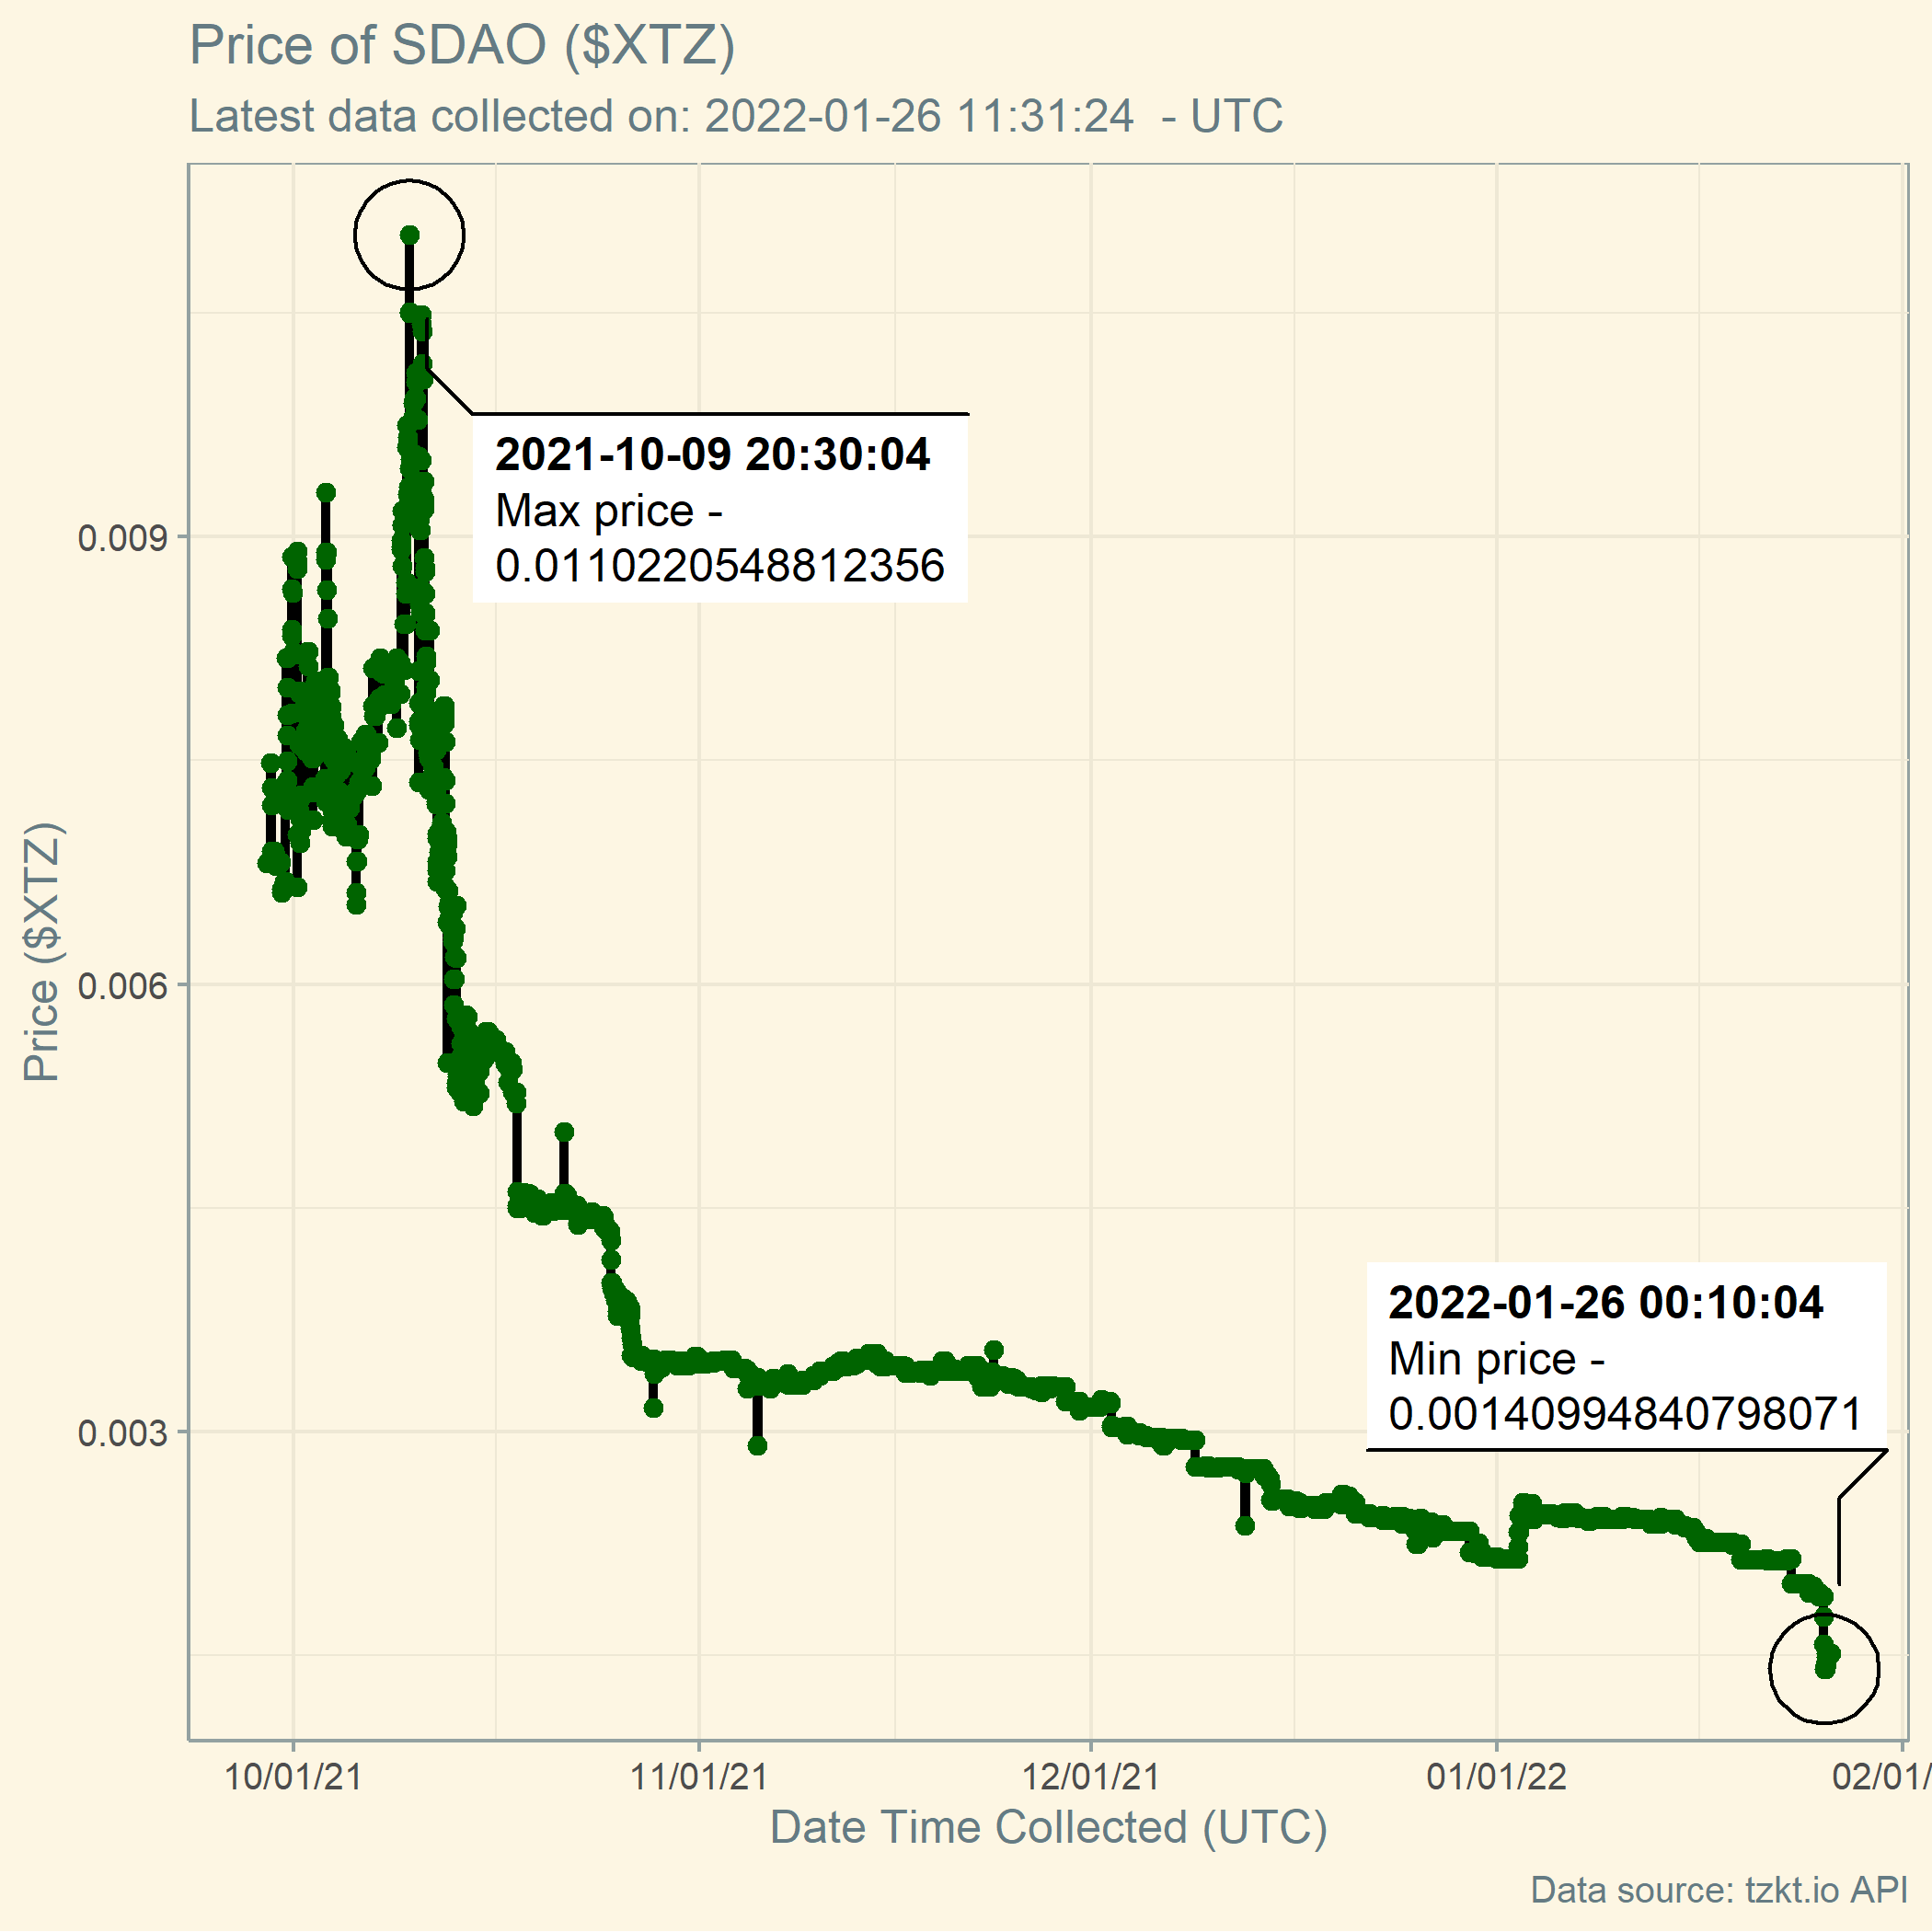 Price of SDAO ($XTZ)
Latest data collected on: 2022-01-26 11:31:24  - UTC
2021-10-09 20:30:04
Max price -
0.01102220548812356
0.009
0.006
0.003
Price ($XTZ)
2022-01-26 00:10:04
Min price -
0.00140994840798071
10/01/21
11/01/21
12/01/21
01/01/22
02/01/
Date Time Collected (UTC)
Data source: tzkt.io API